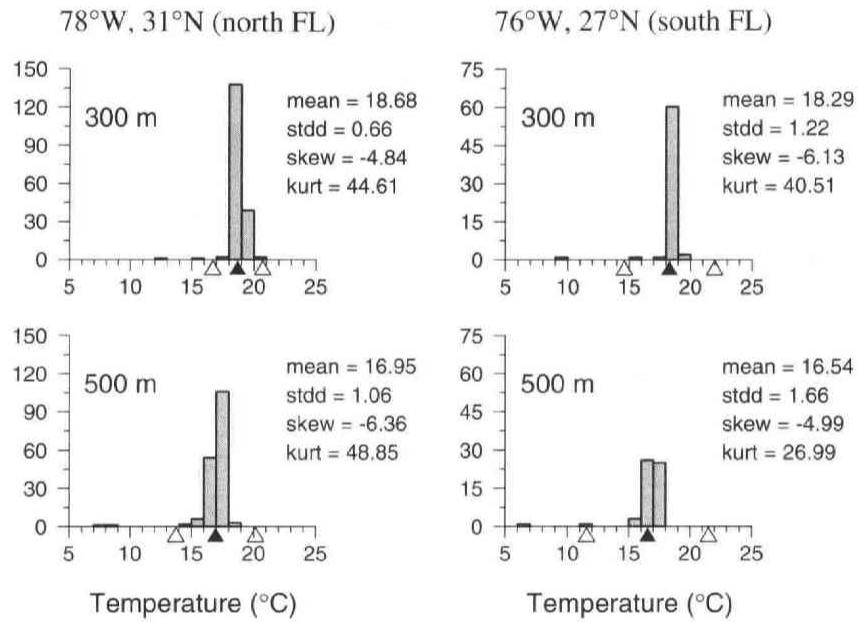 78°W, 31°N (north FL)
76°W, 27°N (south FL)
150
120
90
60
30
0
300 m
mean = 18.68
stdd = 0.66
skew = -4.84
kurt = 44.61
5 10 15 20 25
75
60
45
30
15
0
300 m
mean = 18.29
stdd = 1.22
skew = -6.13
kurt = 40.51
5 10 15 20 25
150
120
90
60
30
0
500 m
mean = 16.95
stdd = 1.06
skew = -6.36
kurt = 48.85
5 10 15 20 25
Temperature (°C)
75
60
45
30
15
0
500 m
mean = 16.54
stdd = 1.66
skew = -4.99
kurt = 26.99
5 10 15 20 25
Temperature (°C)